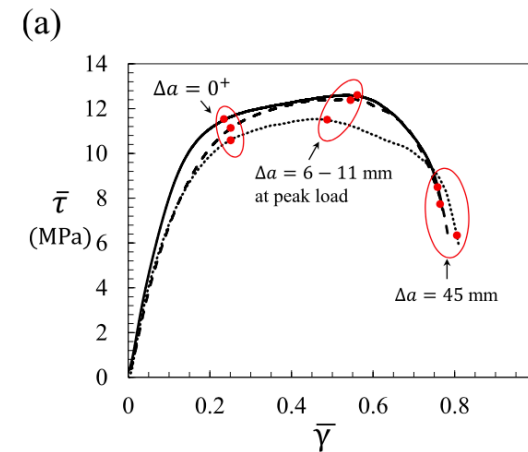 (a)
14
12
10
8
6
4
2
0
τ̄
(MPa)
Δa = 0⁺
Δa = 6 − 11 mm
at peak load
Δa = 45 mm
0 0.2 0.4 0.6 0.8
γ̄